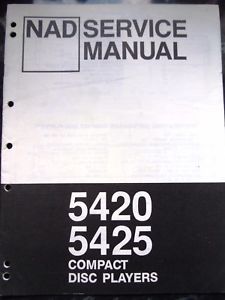 NAD SERVICE
MANUAL
5420
5425
COMPACT
DISC PLAYERS